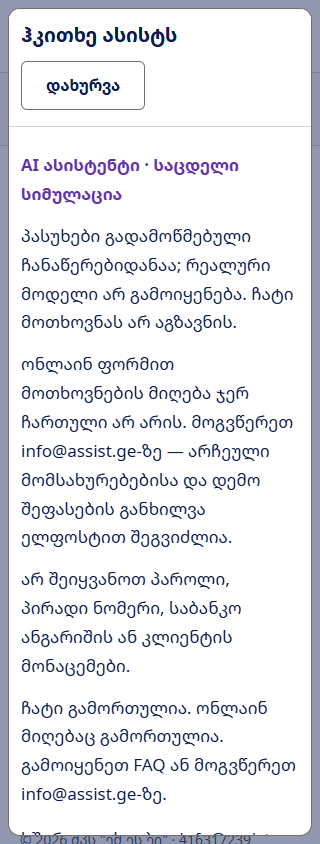 ჰკითხე ასისტს
დახურვა
AI ასისტენტი · საცდელი
სიმულაცია
პასუხები გადამოწმებული
ჩანაწერებიდანაა; რეალური
მოდელი არ გამოიყენება. ჩატი
მოთხოვნას არ აგზავნის.
ონლაინ ფორმით
მოთხოვნების მიღება ჯერ
ჩართული არ არის. მოგვწერეთ
info@assist.ge-ზე — არჩეული
მომსახურებებისა და დემო
შეფასების განხილვა
ელფოსტით შეგვიძლია.
არ შეიყვანოთ პაროლი,
პირადი ნომერი, საბანკო
ანგარიშის ან კლიენტის
მონაცემები.
ჩატი გამორთულია. ონლაინ
მიღებაც გამორთულია.
გამოიყენეთ FAQ ან მოგვწერეთ
info@assist.ge-ზე.